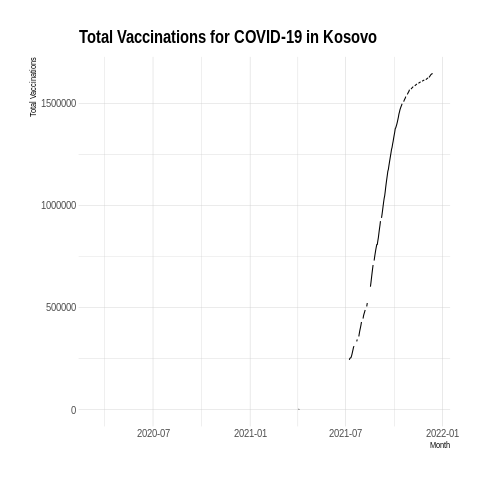 Total Vaccinations for COVID-19 in Kosovo
Total Vaccinations
1500000
1000000
500000
0
2020-07 2021-01 2021-07 2022-01
Month